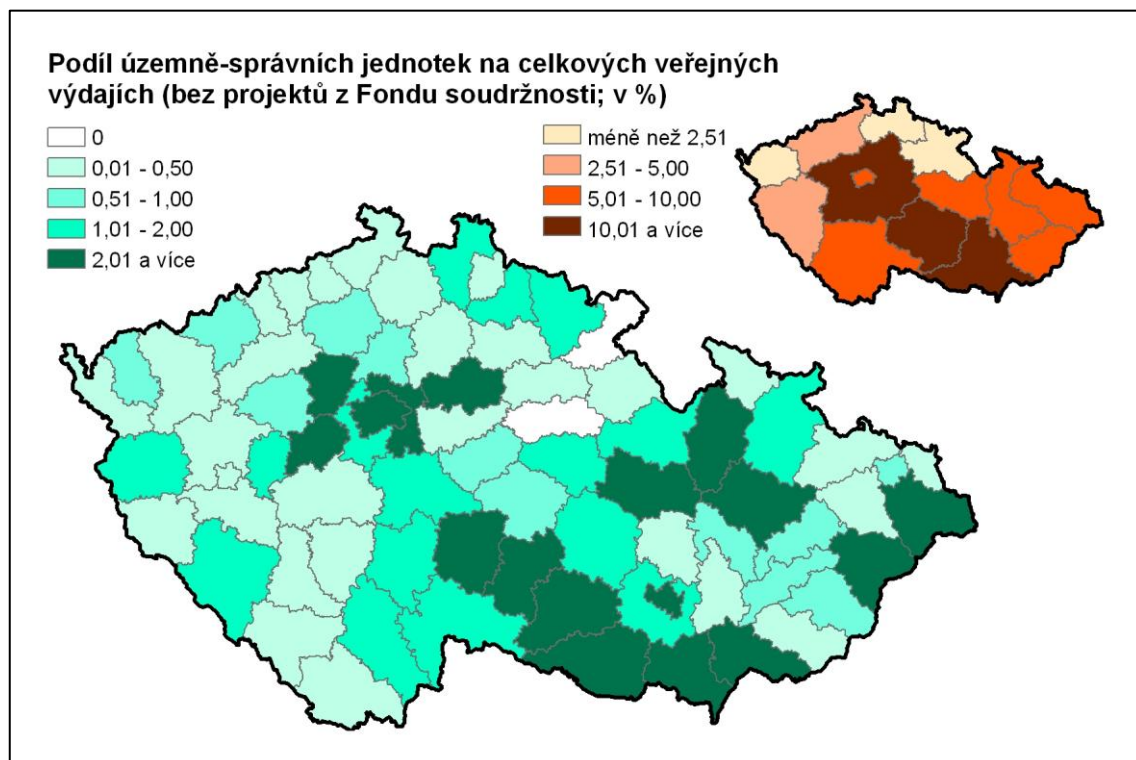 Podíl územně-správních jednotek na celkových veřejných
výdajích (bez projektů z Fondu soudržnosti; v %)
0
0,01 - 0,50
0,51 - 1,00
1,01 - 2,00
2,01 a více
méně než 2,51
2,51 - 5,00
5,01 - 10,00
10,01 a více